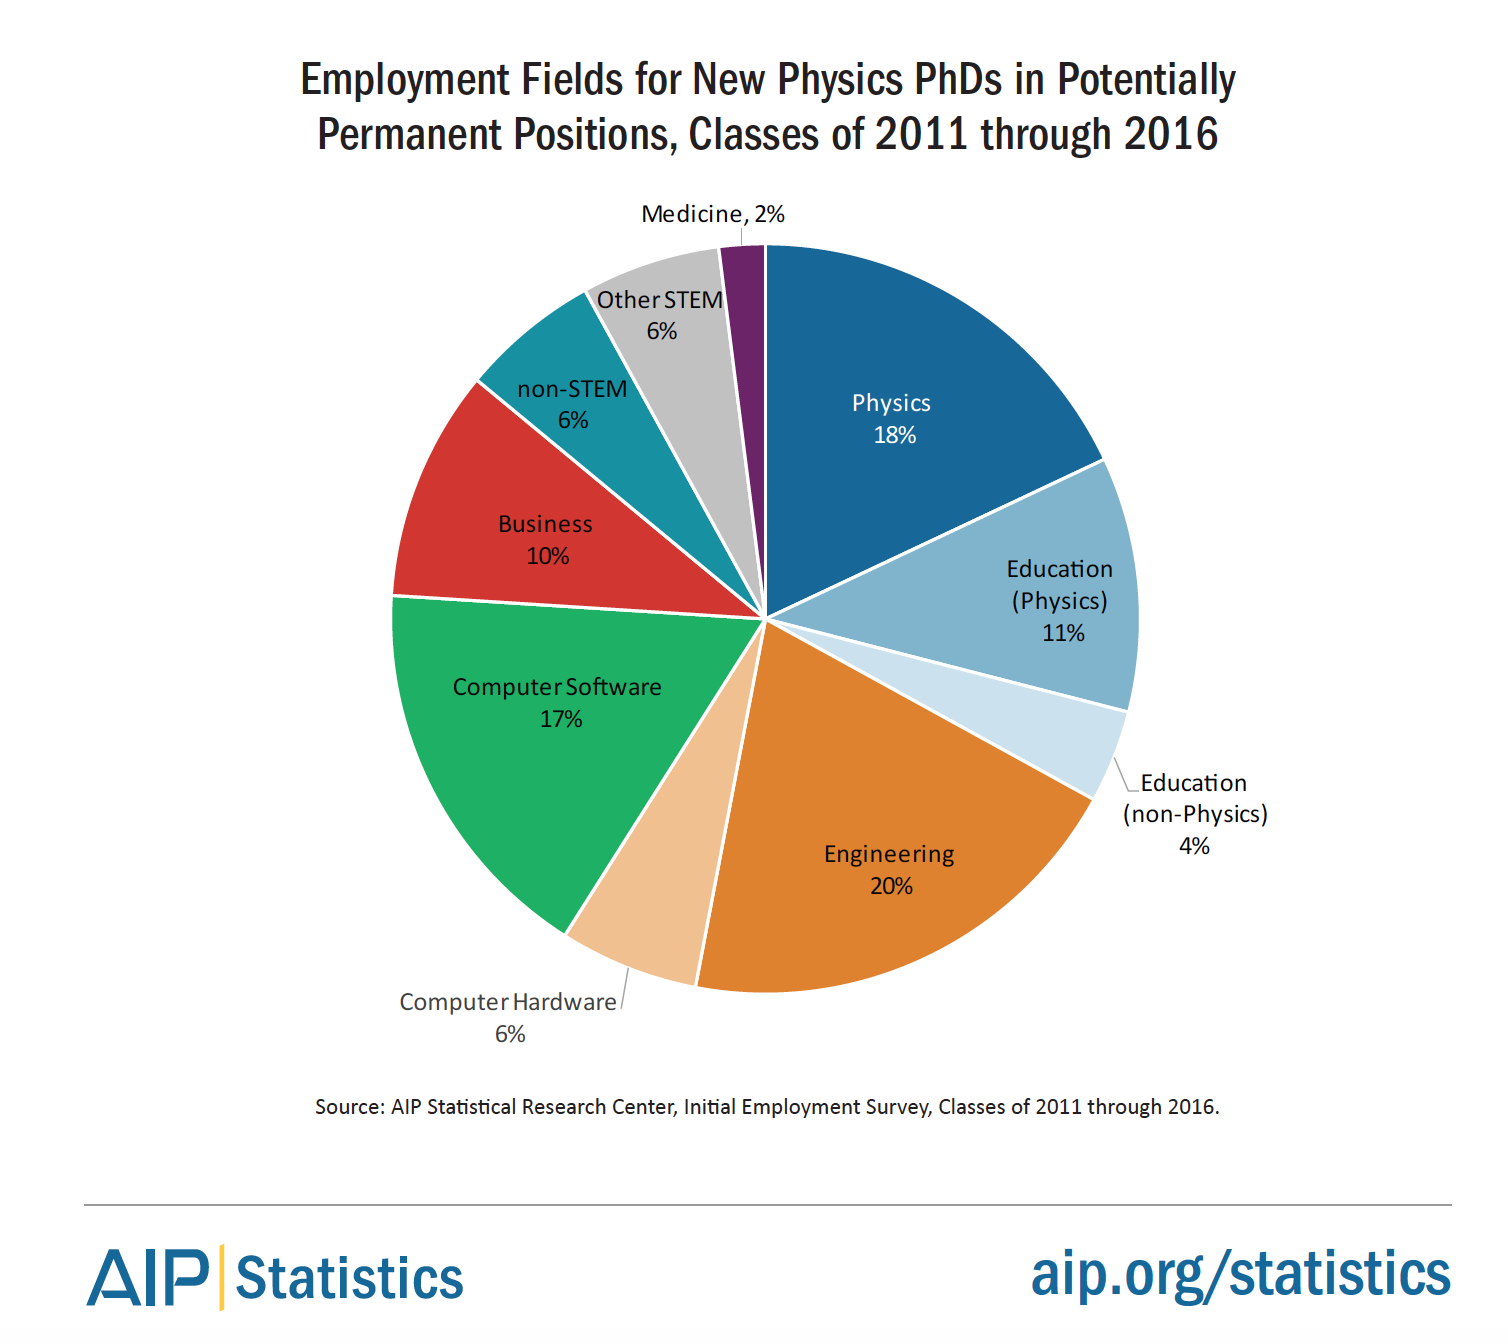 Employment Fields for New Physics PhDs in Potentially
Permanent Positions, Classes of 2011 through 2016
Medicine, 2%
Other STEM
6%
non-STEM
6%
Physics
18%
Business
10%
Education
(Physics)
11%
Computer Software
17%
Education
(non-Physics)
4%
Engineering
20%
Computer Hardware
6%
Source: AIP Statistical Research Center, Initial Employment Survey, Classes of 2011 through 2016.
AIP Statistics
aip.org/statistics